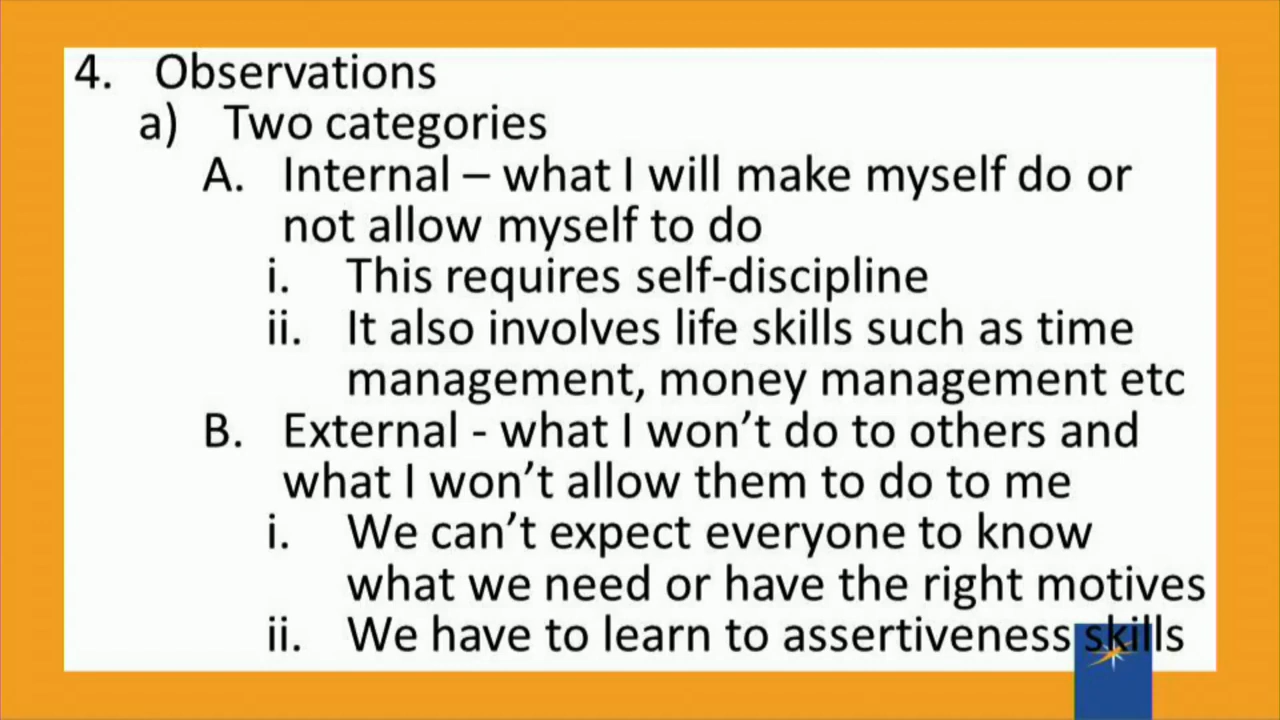 4. Observations
a) Two categories
A. Internal – what I will make myself do or
not allow myself to do
i. This requires self-discipline
ii. It also involves life skills such as time
management, money management etc
B. External - what I won’t do to others and
what I won’t allow them to do to me
i. We can’t expect everyone to know
what we need or have the right motives
ii. We have to learn to assertiveness skills